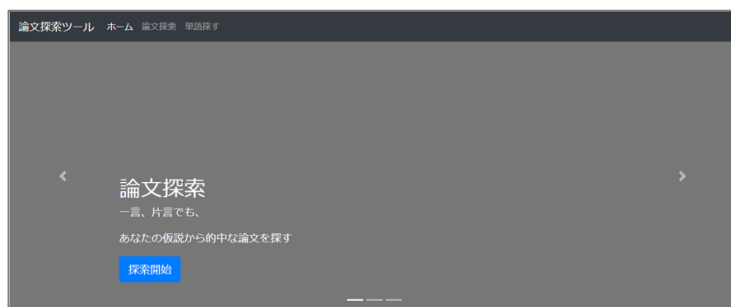 論文探索ツール ホーム 論文探索 単語探す
論文探索
一言、片言でも、
あなたの仮説から的中な論文を探す
探索開始